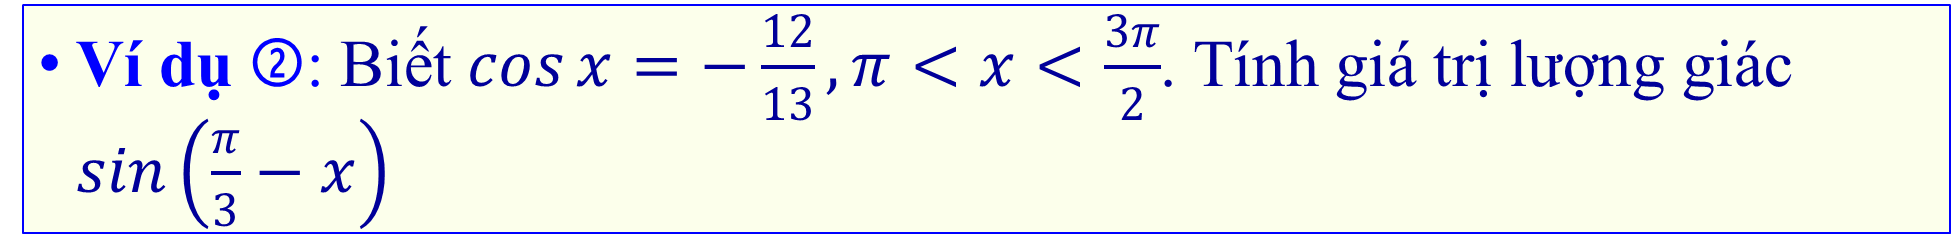 • Ví dụ ②: Biết cos x = −12/13, π < x < 3π/2. Tính giá trị lượng giác
sin(π/3 − x)